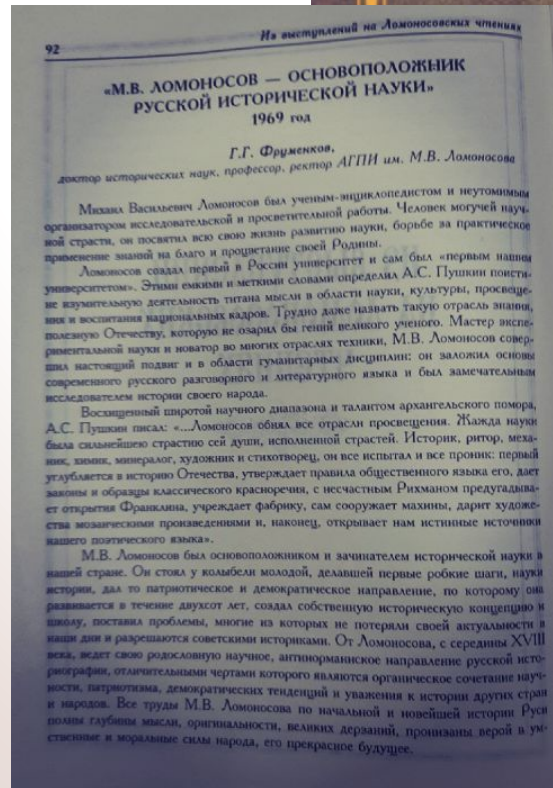 92
Из выступлений на Ломоносовских чтениях
«М.В. ЛОМОНОСОВ — ОСНОВОПОЛОЖНИК
РУССКОЙ ИСТОРИЧЕСКОЙ НАУКИ»
1969 год
Г.Г. Фруменков,
доктор исторических наук, профессор, ректор АГПИ им. М.В. Ломоносова
Михаил Васильевич Ломоносов был ученым-энциклопедистом и неутомимым
организатором исследовательской и просветительной работы. Человек могучей науч-
ной страсти, он посвятил всю свою жизнь развитию науки, борьбе за практическое
применение знаний на благо и процветание своей Родины.
Ломоносов создал первый в России университет и сам был «первым нашим
университетом». Этими емкими и меткими словами определил А.С. Пушкин поисти-
не изумительную деятельность титана мысли в области науки, культуры, просвеще-
ния и воспитания национальных кадров. Трудно даже назвать такую отрасль знания,
полезную Отечеству, которую не озарил бы гений великого ученого. Мастер экспе-
риментальной науки и новатор во многих отраслях техники, М.В. Ломоносов совер-
шил настоящий подвиг и в области гуманитарных дисциплин: он заложил основы
современного русского разговорного и литературного языка и был замечательным
исследователем истории своего народа.
Восхищенный широтой научного диапазона и талантом архангельского помора,
А.С. Пушкин писал: «...Ломоносов обнял все отрасли просвещения. Жажда науки
была сильнейшею страстию сей души, исполненной страстей. Историк, ритор, меха-
ник, химик, минералог, художник и стихотворец, он все испытал и все проник: первый
углубляется в историю Отечества, утверждает правила общественного языка его, дает
законы и образцы классического красноречия, с несчастным Рихманом предугадыва-
ет открытия Франклина, учреждает фабрику, сам сооружает махины, дарит художе-
ства мозаическими произведениями и, наконец, открывает нам истинные источники
нашего поэтического языка».
М.В. Ломоносов был основоположником и зачинателем исторической науки в
нашей стране. Он стоял у колыбели молодой, делавшей первые робкие шаги, науки
истории, дал то патриотическое и демократическое направление, по которому она
развивается в течение двухсот лет, создал собственную историческую концепцию и
школу, поставил проблемы, многие из которых не потеряли своей актуальности в
наши дни и разрешаются советскими историками. От Ломоносова, с середины XVIII
века, ведет свою родословную научное, антинорманнское направление русской исто-
риографии, отличительными чертами которого являются органическое сочетание науч-
ности, патриотизма, демократических тенденций и уважения к истории других стран
и народов. Все труды М.В. Ломоносова по начальной и новейшей истории Руси
полны глубины мысли, оригинальности, великих дерзаний, пронизаны верой в ум-
ственные и моральные силы народа, его прекрасное будущее.